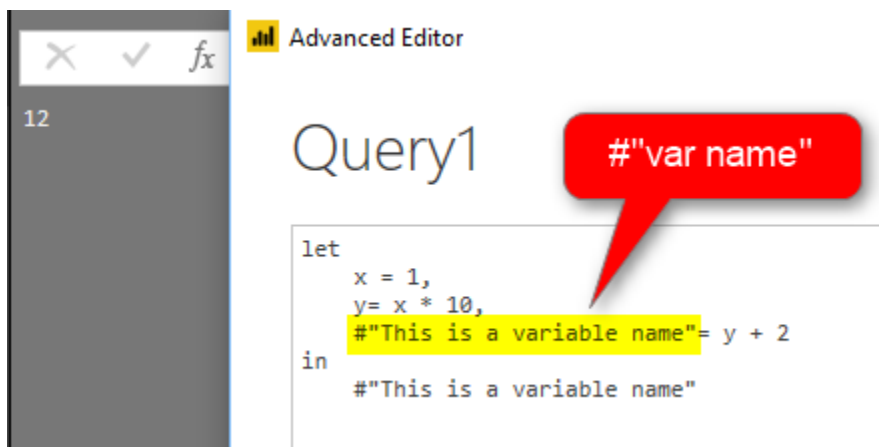 fx
12
Advanced Editor
Query1
#"var name"
let
x = 1,
y= x * 10,
#"This is a variable name"= y + 2
in
#"This is a variable name"